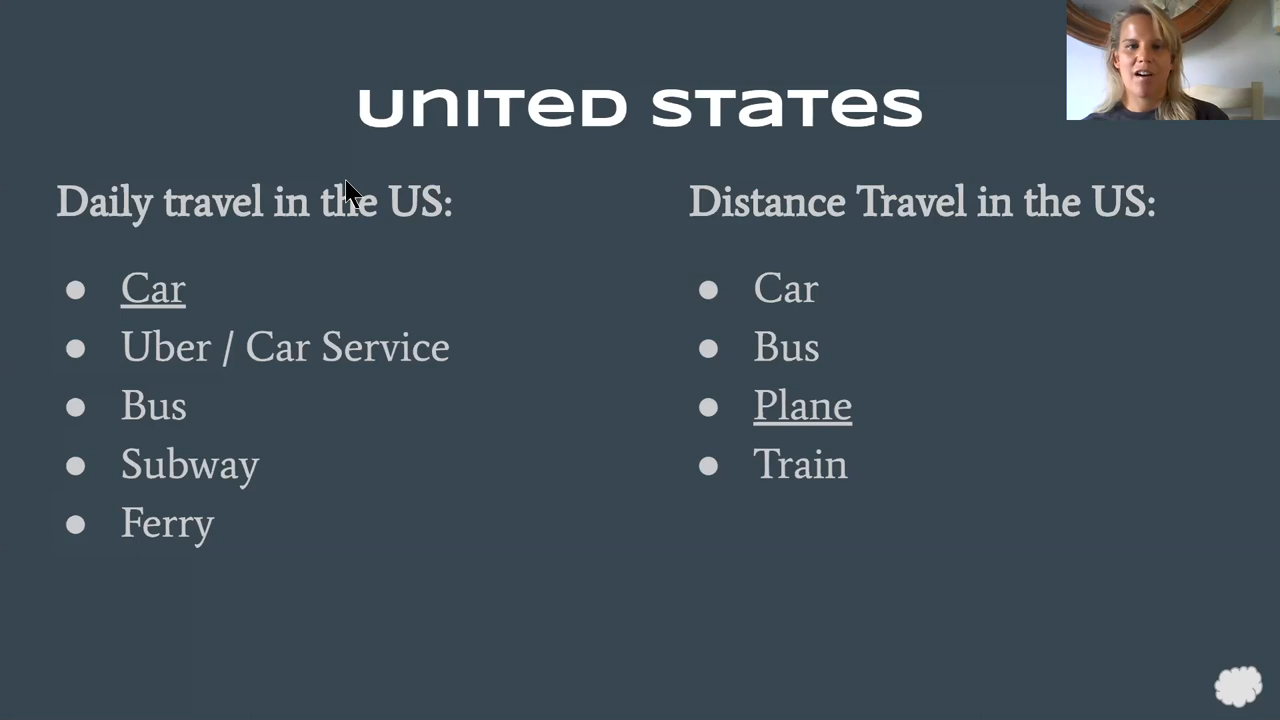 UNITED STATES
Daily travel in the US:
● Car
● Uber / Car Service
● Bus
● Subway
● Ferry
Distance Travel in the US:
● Car
● Bus
● Plane
● Train